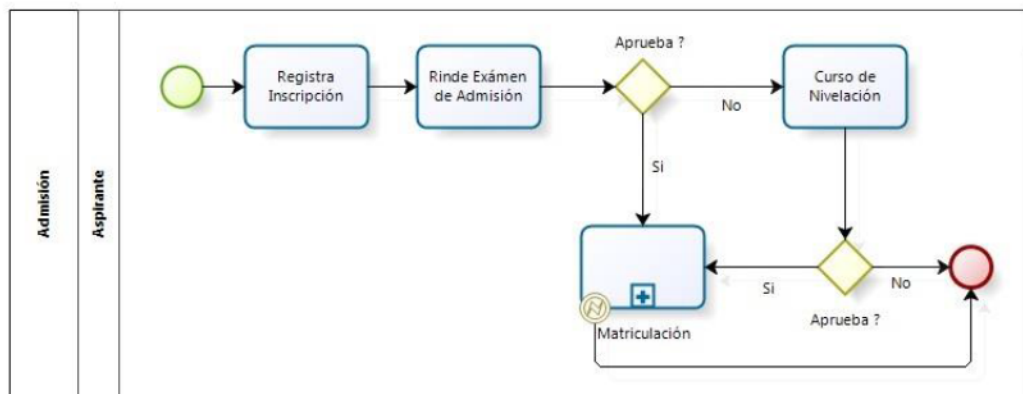 Admisión
Aspirante
Registra
Inscripción
Rinde Exámen
de Admisión
Aprueba ?
No
Curso de
Nivelación
Si
Matriculación
Si
No
Aprueba ?